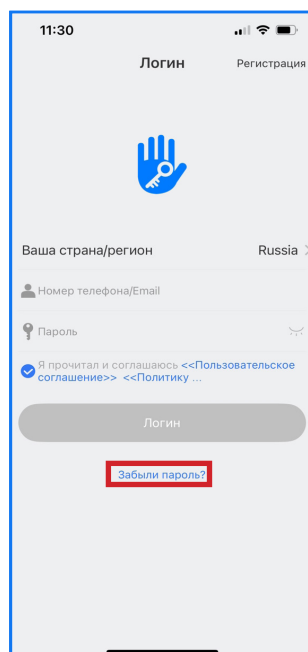 11:30
Логин
Регистрация
Ваша страна/регион
Russia
Номер телефона/Email
Пароль
Я прочитал и соглашаюсь <<Пользовательское
соглашение>> <<Политику ...
Логин
Забыли пароль?